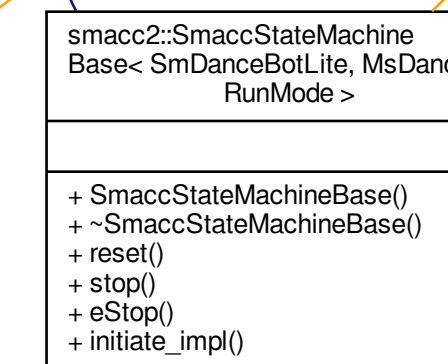 smacc2::SmaccStateMachine
Base< SmDanceBotLite, MsDanc
RunMode >
+ SmaccStateMachineBase()
+ ~SmaccStateMachineBase()
+ reset()
+ stop()
+ eStop()
+ initiate_impl()